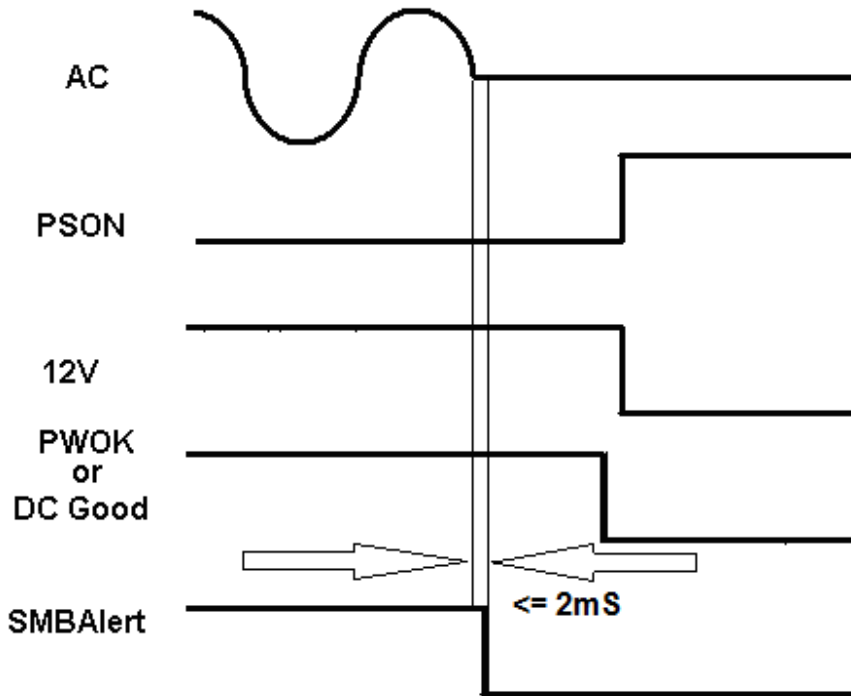 AC
PSON
12V
PWOK
or
DC Good
<= 2mS
SMBAlert